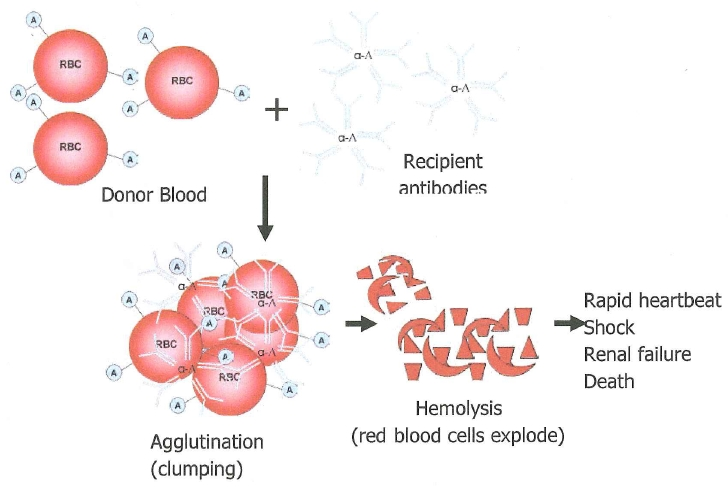 A
A
A
A
RBC
RBC
A
A
A
A
A
RBC
A
A
α-A
α-A
α-A
Donor Blood
Recipient
antibodies
A
A
α-A
A
RBC
α-A
A
RBC
A
A
RBC
A
A
α-A
α-A
RBC
A
A
A
Agglutination
(clumping)
Hemolysis
(red blood cells explode)
Rapid heartbeat
Shock
Renal failure
Death